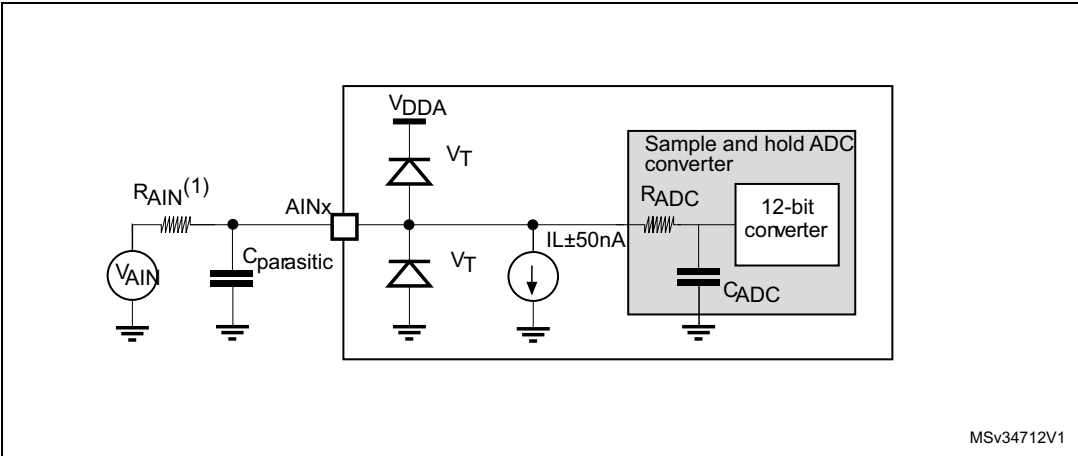 VDDA
VT
Sample and hold ADC
converter
RAIN(1)
AINx
RADC
12-bit
converter
IL±50nA
VAIN
Cparasitic
VT
CADC
MSv34712V1